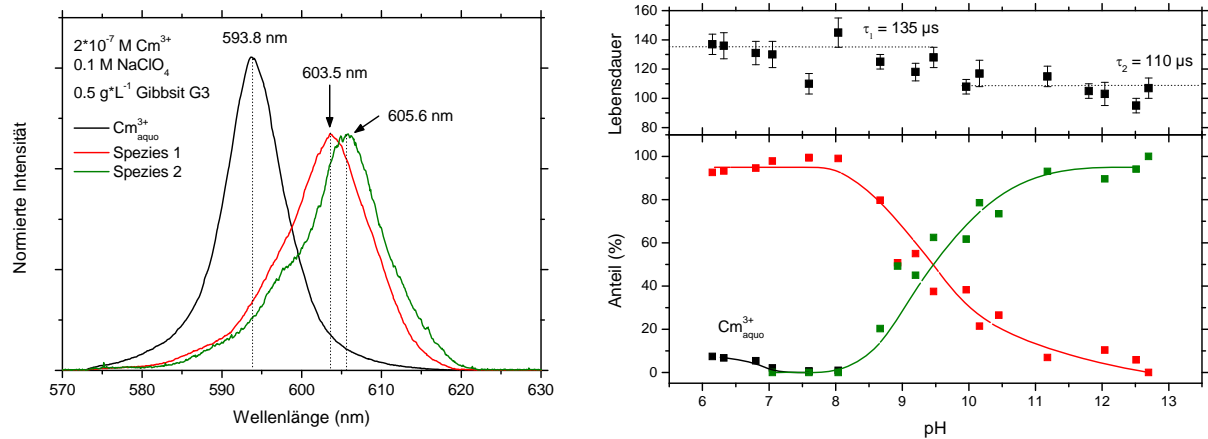 2*10⁻⁷ M Cm³⁺
0.1 M NaClO₄
0.5 g*L⁻¹ Gibbsit G3
593.8 nm
603.5 nm
605.6 nm
Cm³⁺aquo
Spezies 1
Spezies 2
Normierte Intensität
570 580 590 600 610 620 630
Wellenlänge (nm)
Lebensdauer
160
140
120
100
80
τ₁ = 135 µs
τ₂ = 110 µs
Anteil (%)
100
80
60
40
20
0
Cm³⁺aquo
6 7 8 9 10 11 12 13
pH